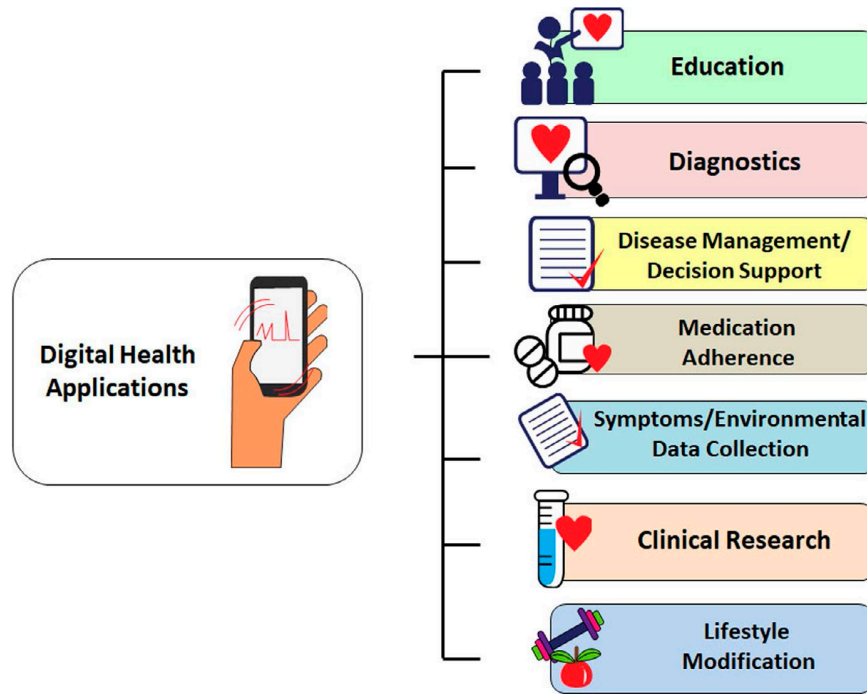 Digital Health
Applications
Education
Diagnostics
Disease Management/
Decision Support
Medication
Adherence
Symptoms/Environmental
Data Collection
Clinical Research
Lifestyle
Modification